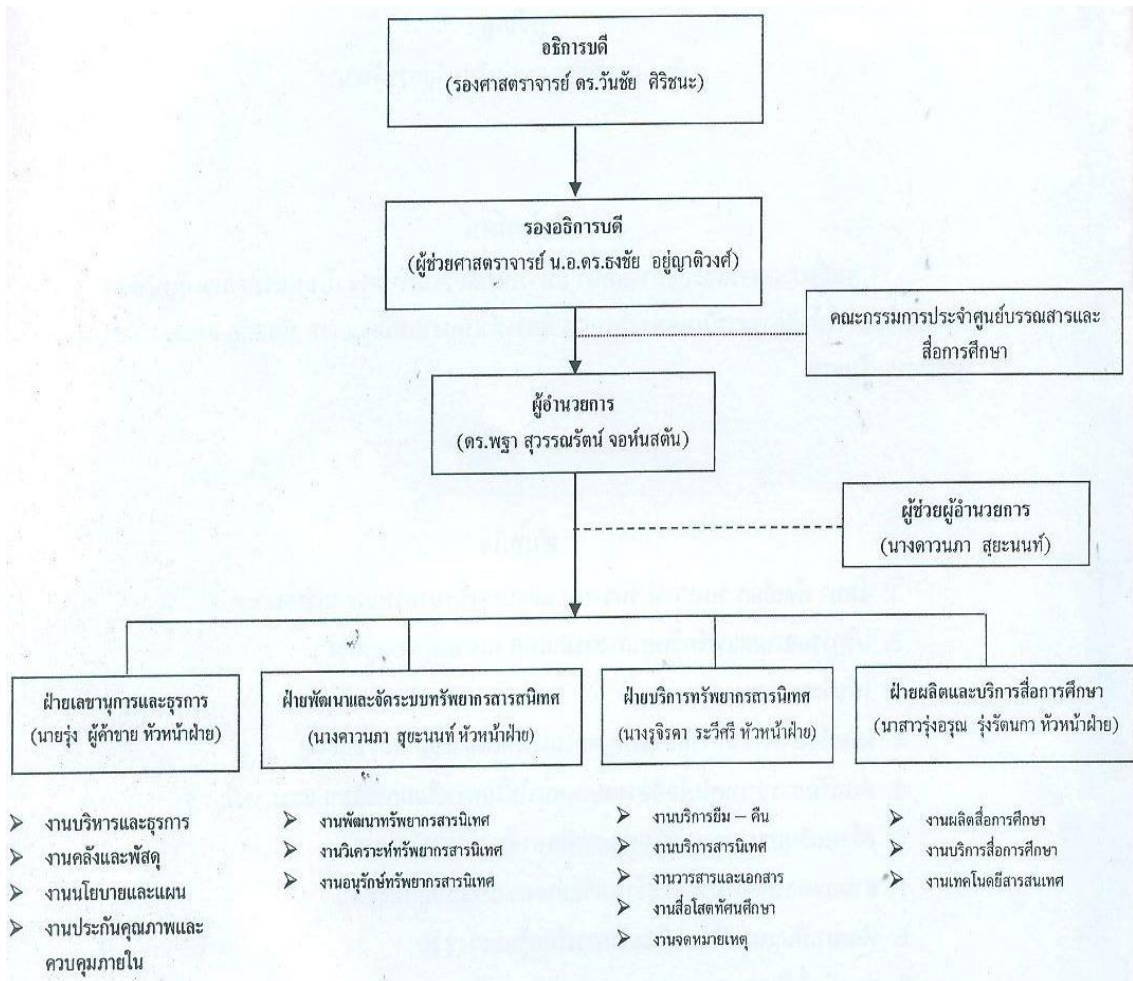 อธิการบดี
(รองศาสตราจารย์ ดร.วันชัย ศิริชนะ)
รองอธิการบดี
(ผู้ช่วยศาสตราจารย์ น.อ.ดร.ธงชัย อยู่ญาติวงศ์)
คณะกรรมการประจำศูนย์บรรณสารและ
สื่อการศึกษา
ผู้อำนวยการ
(ดร.พฐา สุวรรณรัตน์ จอห์นสตัน)
ผู้ช่วยผู้อำนวยการ
(นางดาวนภา สุยะนนท์)
ฝ่ายเลขานุการและธุรการ
(นายรุ่ง ผู้ค้าขาย หัวหน้าฝ่าย)
➤ งานบริหารและธุรการ
➤ งานคลังและพัสดุ
➤ งานนโยบายและแผน
➤ งานประกันคุณภาพและ
ควบคุมภายใน
ฝ่ายพัฒนาและจัดระบบทรัพยากรสารสนิทศ
(นางดาวนภา สุยะนนท์ หัวหน้าฝ่าย)
➤ งานพัฒนาทรัพยากรสารนิทศ
➤ งานวิเคราะห์ทรัพยากรสารนิเทศ
➤ งานอนุรักษ์ทรัพยากรสารนิเทศ
ฝ่ายบริการทรัพยากรสารนิเทศ
(นางรุจิรดา ระวีศรี หัวหน้าฝ่าย)
➤ งานบริการยืม – คืน
➤ งานบริการสารนิเทศ
➤ งานวารสารและเอกสาร
➤ งานสื่อโสตทัศนศึกษา
➤ งานจดหมายเหตุ
ฝ่ายผลิตและบริการสื่อการศึกษา
(นาสาวรุ่งอรุณ รุ่งรัตนกา หัวหน้าฝ่าย)
➤ งานผลิตสื่อการศึกษา
➤ งานบริการสื่อการศึกษา
➤ งานเทคโนดยีสารสนเทศ